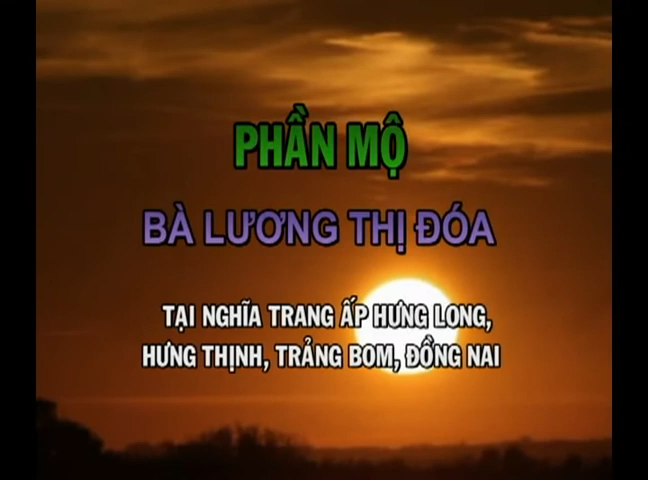 PHẦN MỘ
BÀ LƯƠNG THỊ ĐÓA
TẠI NGHĨA TRANG ẤP HƯNG LONG,
HƯNG THỊNH, TRẢNG BOM, ĐỒNG NAI